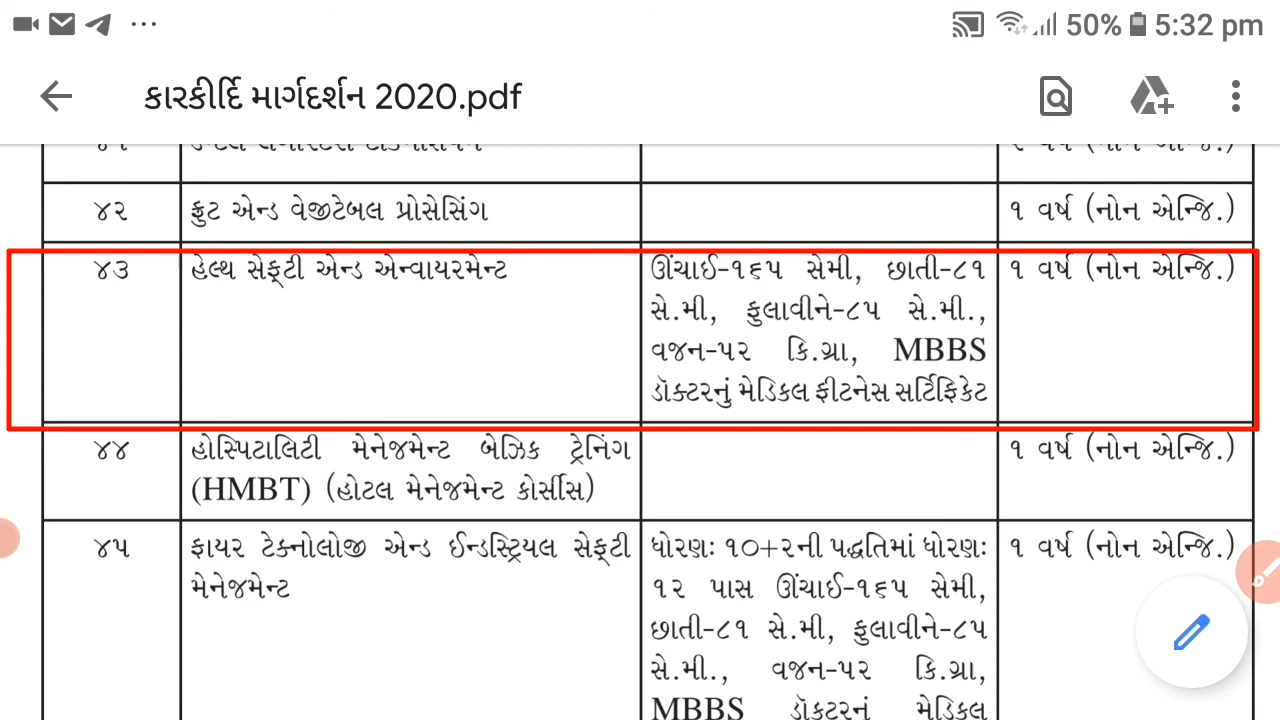 50% 5:32 pm
કારકીર્દિ માર્ગદર્શન 2020.pdf
૪૨ ફ્રુટ એન્ડ વેજીટેબલ પ્રોસેસિંગ ૧ વર્ષ (નોન એન્જિ.)
૪૩ હેલ્થ સેફ્ટી એન્ડ એન્વાયરમેન્ટ ઊંચાઈ-૧૬૫ સેમી, છાતી-૮૧ ૧ વર્ષ (નોન એન્જિ.)
સે.મી, ફુલાવીને-૮૫ સે.મી.,
વજન-૫૨ કિ.ગ્રા, MBBS
ડૉક્ટરનું મેડિકલ ફીટનેસ સર્ટિફિકેટ
૪૪ હોસ્પિટાલિટી મેનેજમેન્ટ બેઝિક ટ્રેનિંગ ૧ વર્ષ (નોન એન્જિ.)
(HMBT) (હોટલ મેનેજમેન્ટ કોર્સીસ)
૪૫ ફાયર ટેક્નોલોજી એન્ડ ઈન્ડસ્ટ્રિયલ સેફ્ટી ધોરણઃ ૧૦+૨ની પદ્ધતિમાં ધોરણઃ ૧ વર્ષ (નોન એન્જિ.)
મેનેજમેન્ટ ૧૨ પાસ ઊંચાઈ-૧૬૫ સેમી,
છાતી-૮૧ સે.મી, ફુલાવીને-૮૫
સે.મી., વજન-૫૨ કિ.ગ્રા,
MBBS ડૉક્ટરનું મેડિકલ